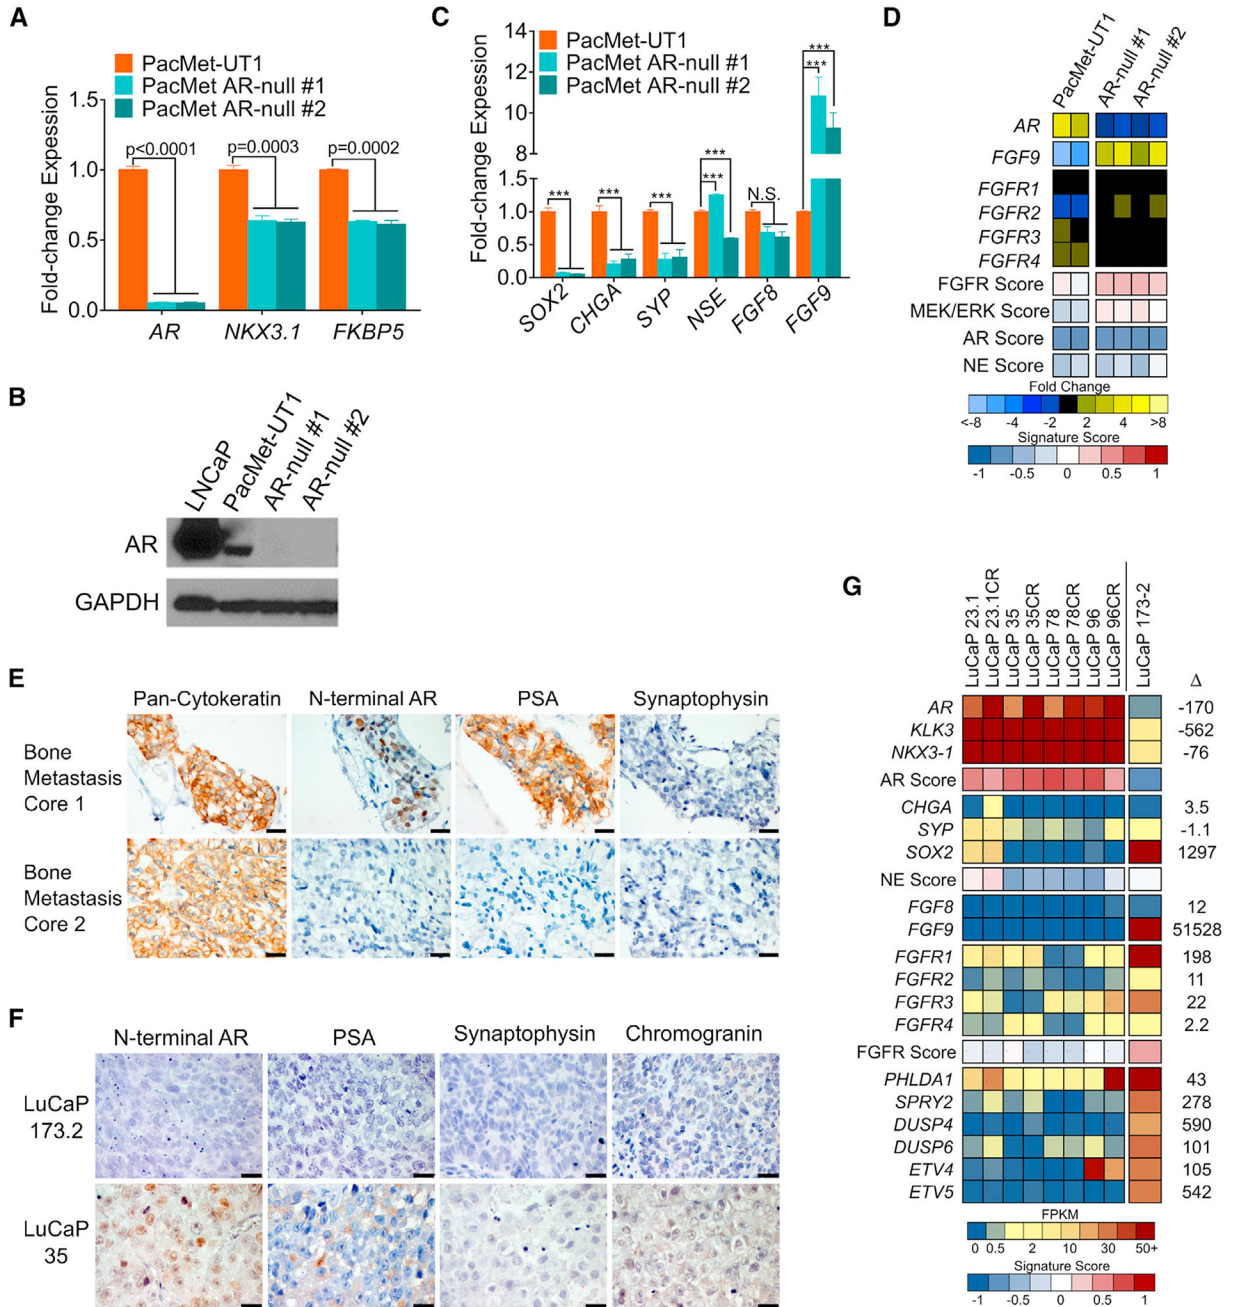 A
PacMet-UT1
PacMet AR-null #1
PacMet AR-null #2
Fold-change Expession
1.5
1.0
0.5
0.0
p<0.0001
p=0.0003
p=0.0002
AR
NKX3.1
FKBP5
B
LNCaP
PacMet-UT1
AR-null #1
AR-null #2
AR
GAPDH
C
PacMet-UT1
PacMet AR-null #1
PacMet AR-null #2
Fold-change Expression
14
12
10
8
1.5
1.0
0.5
0.0
***
***
***
***
***
N.S.
***
***
SOX2
CHGA
SYP
NSE
FGF8
FGF9
D
PacMet-UT1
AR-null #1
AR-null #2
AR
FGF9
FGFR1
FGFR2
FGFR3
FGFR4
FGFR Score
MEK/ERK Score
AR Score
NE Score
Fold Change
<-8 -4 -2 2 4 >8
Signature Score
-1 -0.5 0 0.5 1
E
Pan-Cytokeratin
N-terminal AR
PSA
Synaptophysin
Bone
Metastasis
Core 1
Bone
Metastasis
Core 2
F
N-terminal AR
PSA
Synaptophysin
Chromogranin
LuCaP
173.2
LuCaP
35
G
LuCaP 23.1
LuCaP 23.1CR
LuCaP 35
LuCaP 35CR
LuCaP 78
LuCaP 78CR
LuCaP 96
LuCaP 96CR
LuCaP 173-2
Δ
AR -170
KLK3 -562
NKX3-1 -76
AR Score
CHGA 3.5
SYP -1.1
SOX2 1297
NE Score
FGF8 12
FGF9 51528
FGFR1 198
FGFR2 11
FGFR3 22
FGFR4 2.2
FGFR Score
PHLDA1 43
SPRY2 278
DUSP4 590
DUSP6 101
ETV4 105
ETV5 542
FPKM
0 0.5 2 10 30 50+
Signature Score
-1 -0.5 0 0.5 1